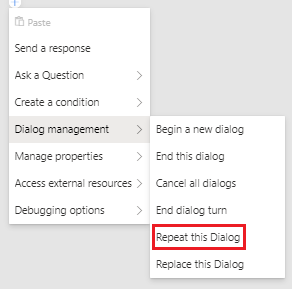 Paste
Send a response
Ask a Question
Create a condition
Dialog management
Manage properties
Access external resources
Debugging options
Begin a new dialog
End this dialog
Cancel all dialogs
End dialog turn
Repeat this Dialog
Replace this Dialog